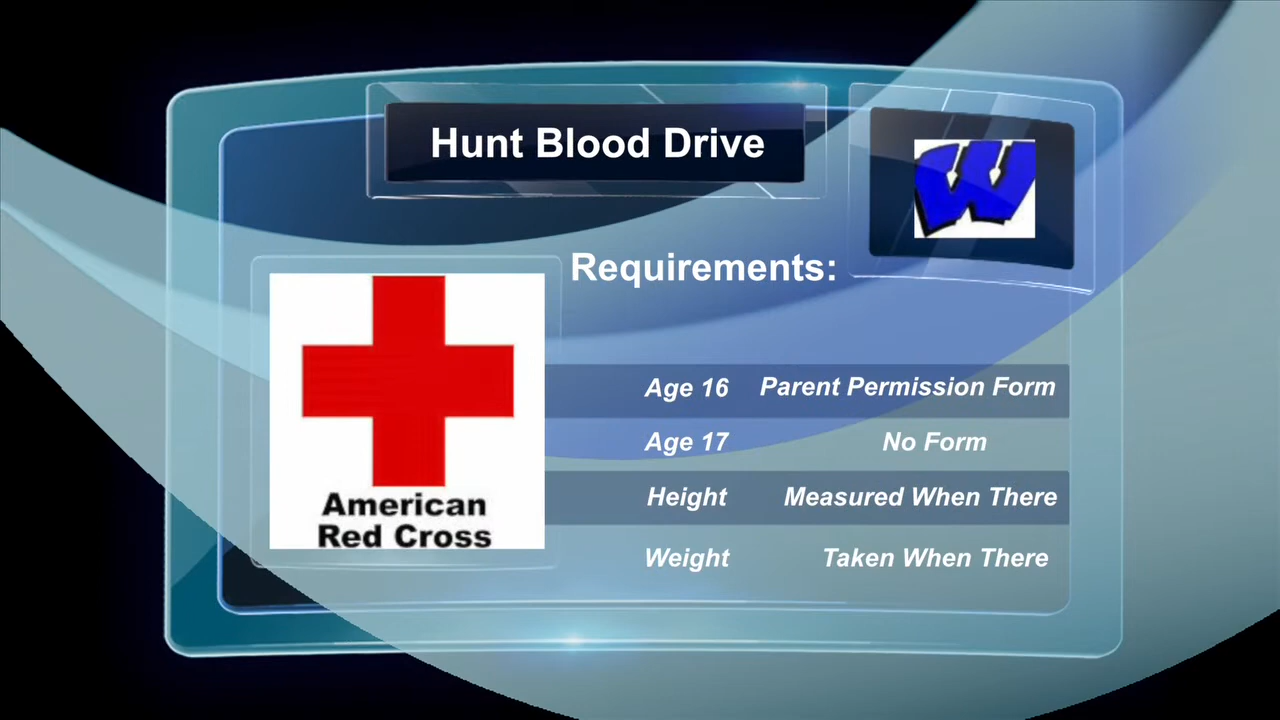 Hunt Blood Drive
W
Requirements:
American
Red Cross
Age 16 Parent Permission Form
Age 17 No Form
Height Measured When There
Weight Taken When There